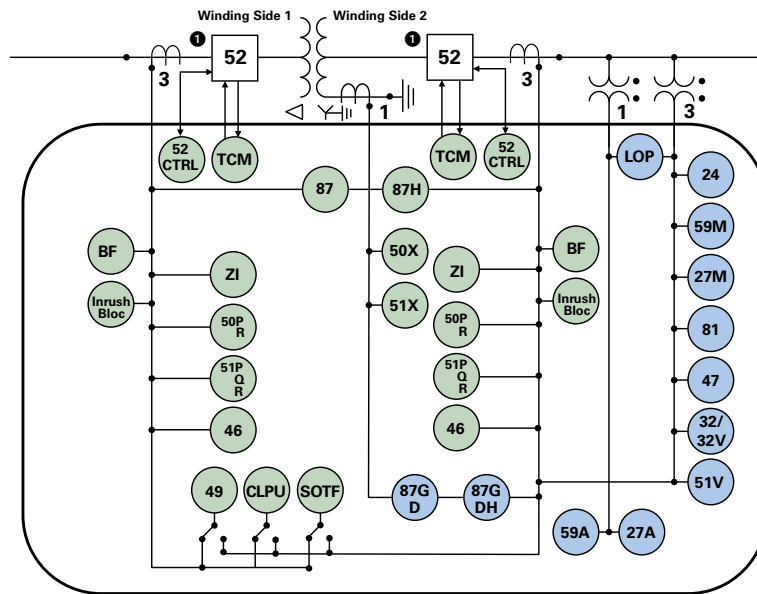 Winding Side 1
Winding Side 2
1
52
1
52
3
1
3
1
3
52
CTRL
TCM
TCM
52
CTRL
LOP
24
87
87H
59M
BF
50X
BF
ZI
ZI
27M
Inrush
Bloc
51X
Inrush
Bloc
50P
R
50P
R
81
51P
Q
R
51P
Q
R
47
46
46
32/
32V
49
CLPU
SOTF
87G
D
87G
DH
51V
59A
27A